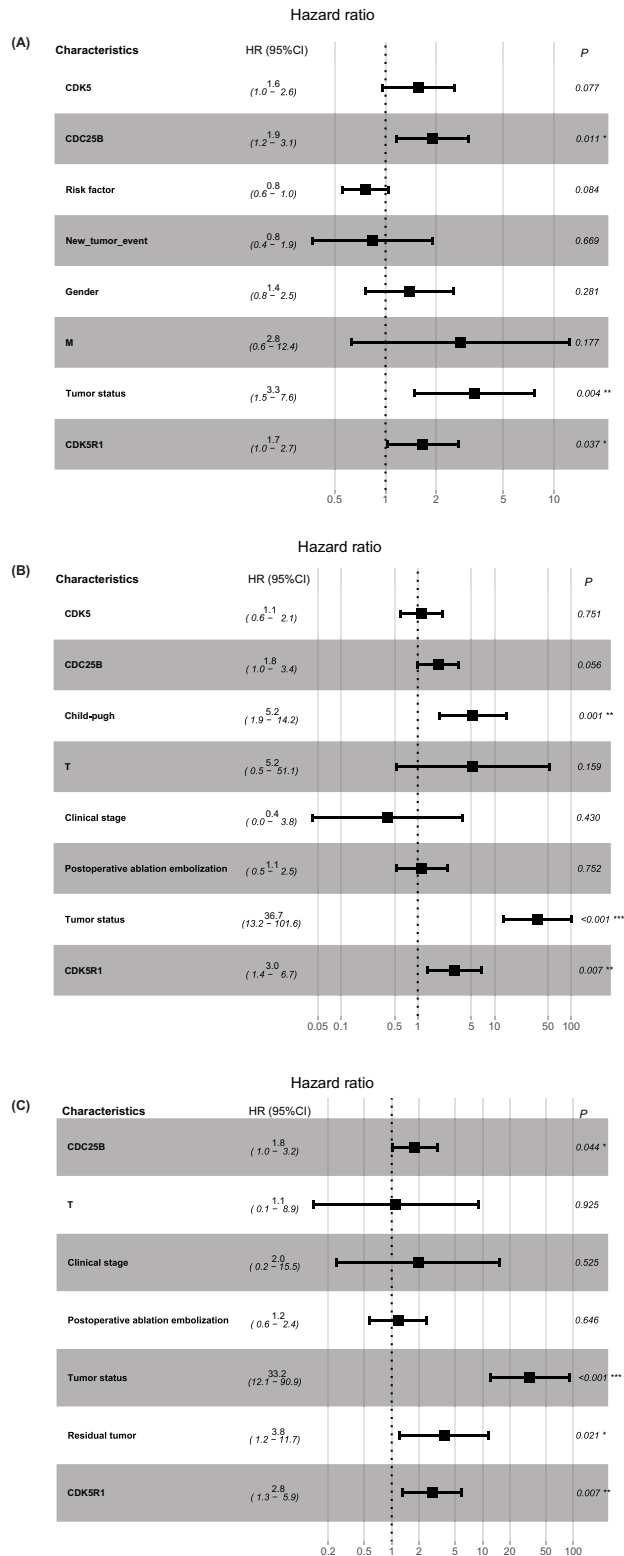 Hazard ratio
(A)
Characteristics HR (95%CI) P
CDK5 1.6 (1.0 − 2.6) 0.077
CDC25B 1.9 (1.2 − 3.1) 0.011 *
Risk factor 0.8 (0.6 − 1.0) 0.084
New_tumor_event 0.8 (0.4 − 1.9) 0.669
Gender 1.4 (0.8 − 2.5) 0.281
M 2.8 (0.6 − 12.4) 0.177
Tumor status 3.3 (1.5 − 7.6) 0.004 **
CDK5R1 1.7 (1.0 − 2.7) 0.037 *
0.5 1 2 5 10
Hazard ratio
(B)
Characteristics HR (95%CI) P
CDK5 1.1 ( 0.6 − 2.1) 0.751
CDC25B 1.8 ( 1.0 − 3.4) 0.056
Child-pugh 5.2 ( 1.9 − 14.2) 0.001 **
T 5.2 ( 0.5 − 51.1) 0.159
Clinical stage 0.4 ( 0.0 − 3.8) 0.430
Postoperative ablation embolization 1.1 ( 0.5 − 2.5) 0.752
Tumor status 36.7 (13.2 − 101.6) <0.001 ***
CDK5R1 3.0 ( 1.4 − 6.7) 0.007 **
0.05 0.1 0.5 1 5 10 50 100
Hazard ratio
(C)
Characteristics HR (95%CI) P
CDC25B 1.8 ( 1.0 − 3.2) 0.044 *
T 1.1 ( 0.1 − 8.9) 0.925
Clinical stage 2.0 ( 0.2 − 15.5) 0.525
Postoperative ablation embolization 1.2 ( 0.6 − 2.4) 0.646
Tumor status 33.2 (12.1 − 90.9) <0.001 ***
Residual tumor 3.8 ( 1.2 − 11.7) 0.021 *
CDK5R1 2.8 ( 1.3 − 5.9) 0.007 **
0.2 1 2 5 10 20 50 100